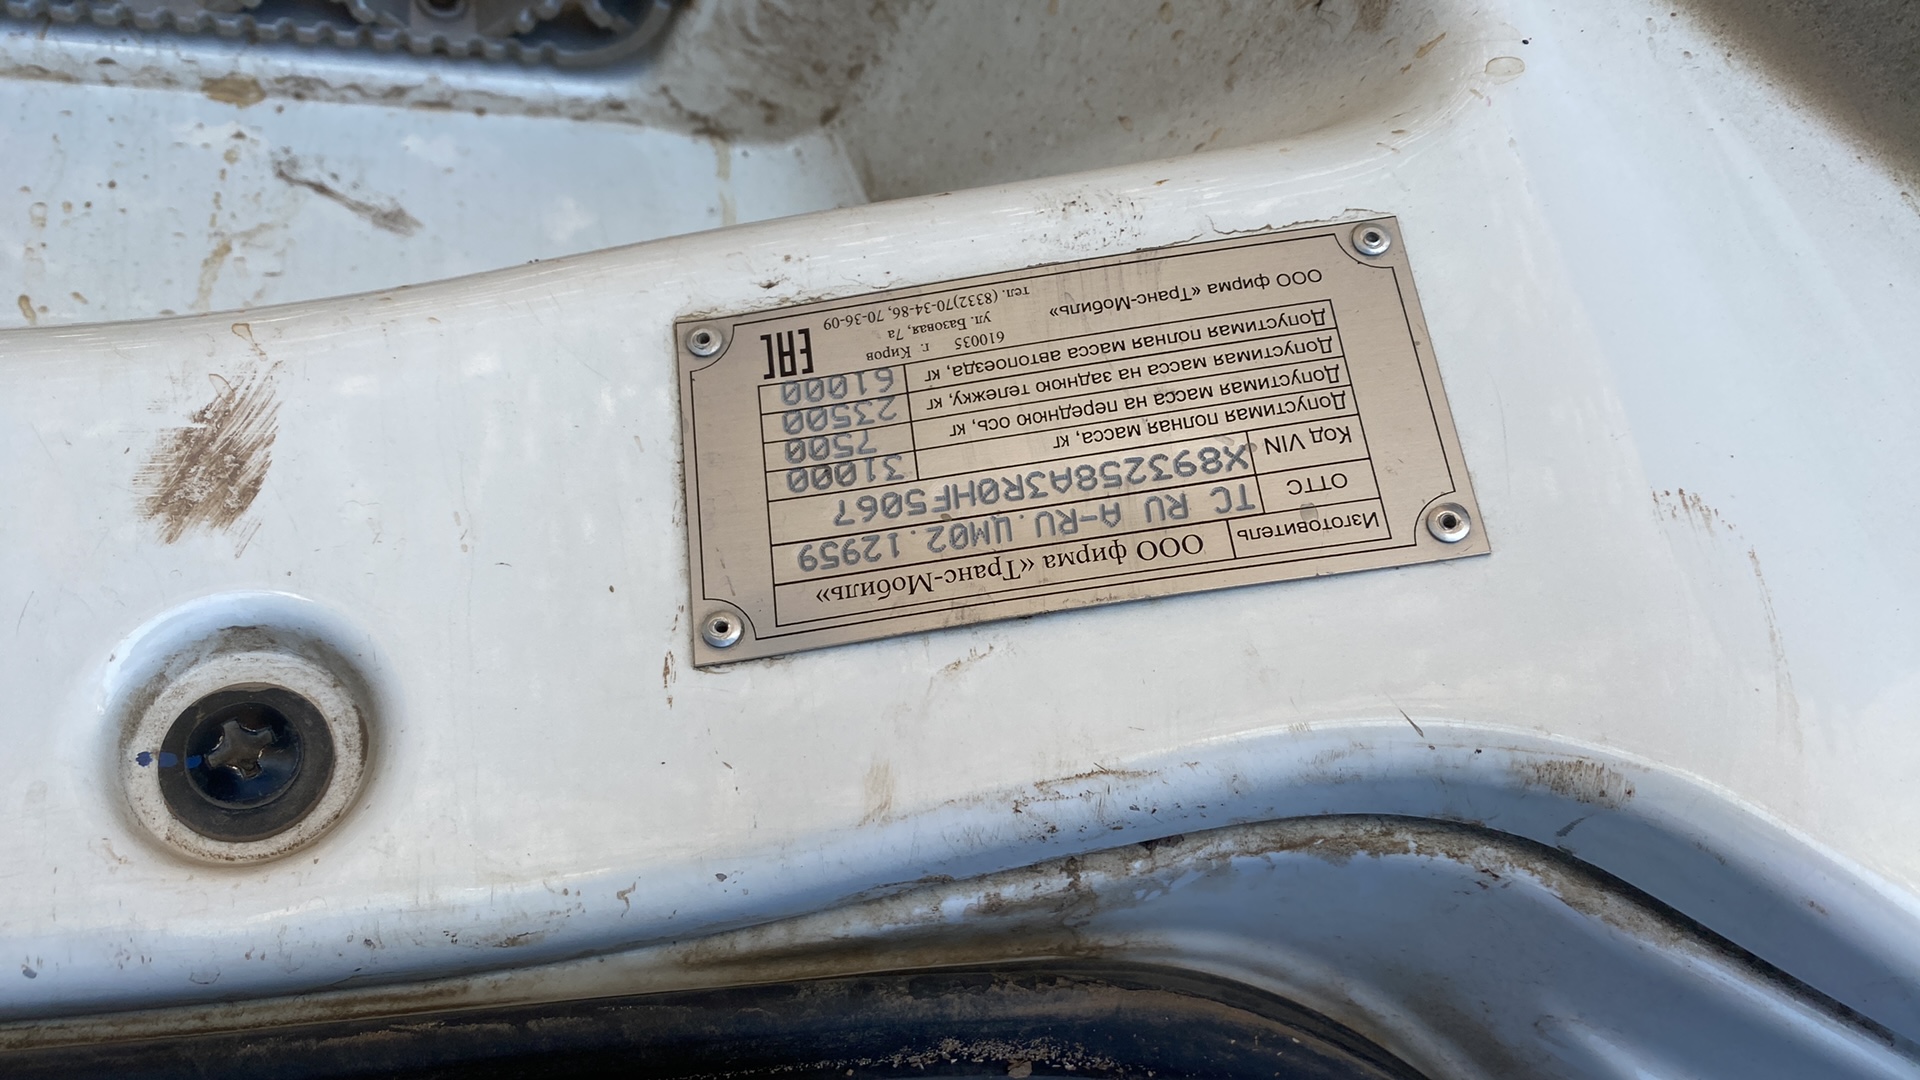 Изготовитель ООО фирма «Транс-Мобиль»
ОТТС TC RU A-RU.ЦМ02.12959
Код VIN X893258A3R0HF5067
Допустимая полная масса, кг 31000
Допустимая масса на переднюю ось, кг 7500
Допустимая масса на заднюю тележку, кг 23500
Допустимая полная масса автопоезда, кг 61000
ООО фирма «Транс-Мобиль»
610035 г. Киров
ул. Базовая, 7а
тел. (8332)70-34-86, 70-36-09
EAC